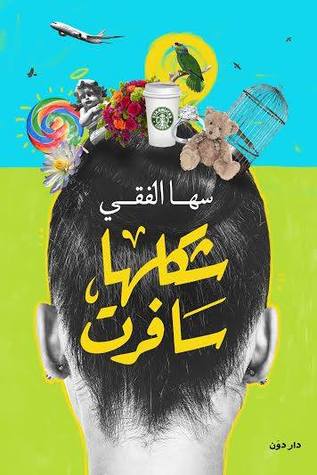 سها الفقي
شكلها
سافرت
دار دون